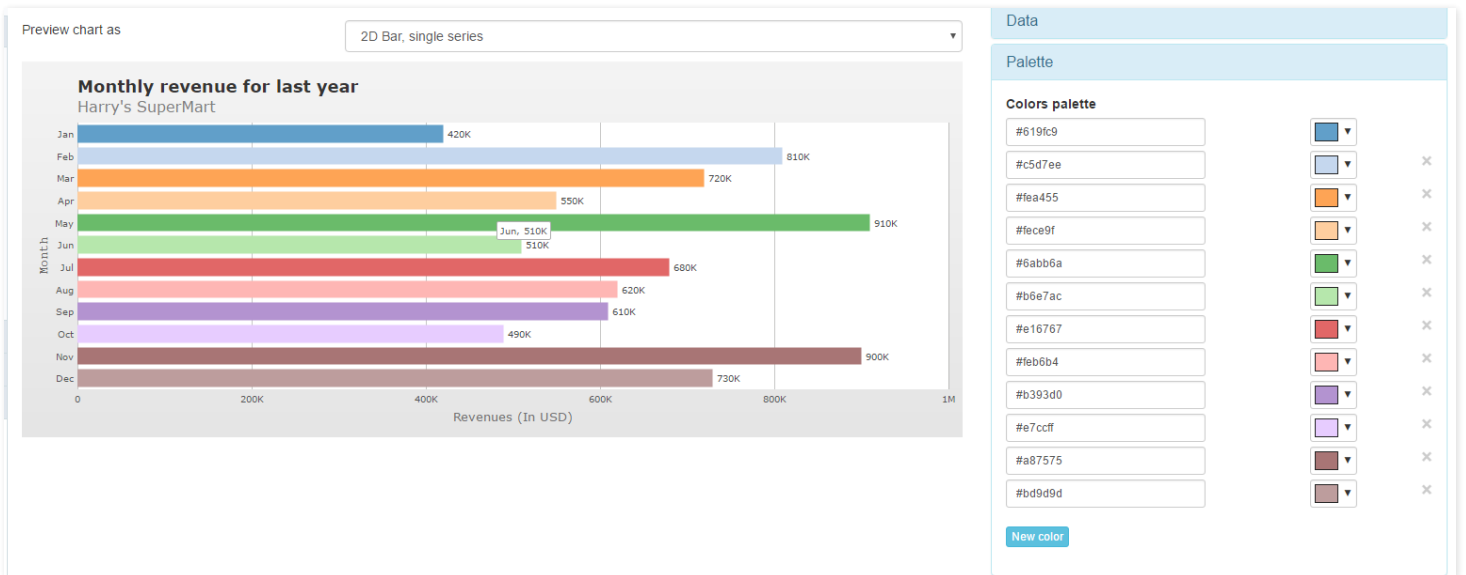 Preview chart as
2D Bar, single series
Monthly revenue for last year
Harry's SuperMart
Month
Jan 420K
Feb 810K
Mar 720K
Apr 550K
May 910K
Jun, 510K
Jun 510K
Jul 680K
Aug 620K
Sep 610K
Oct 490K
Nov 900K
Dec 730K
0 200K 400K 600K 800K 1M
Revenues (In USD)
Data
Palette
Colors palette
#619fc9
#c5d7ee
#fea455
#fece9f
#6abb6a
#b6e7ac
#e16767
#feb6b4
#b393d0
#e7ccff
#a87575
#bd9d9d
New color